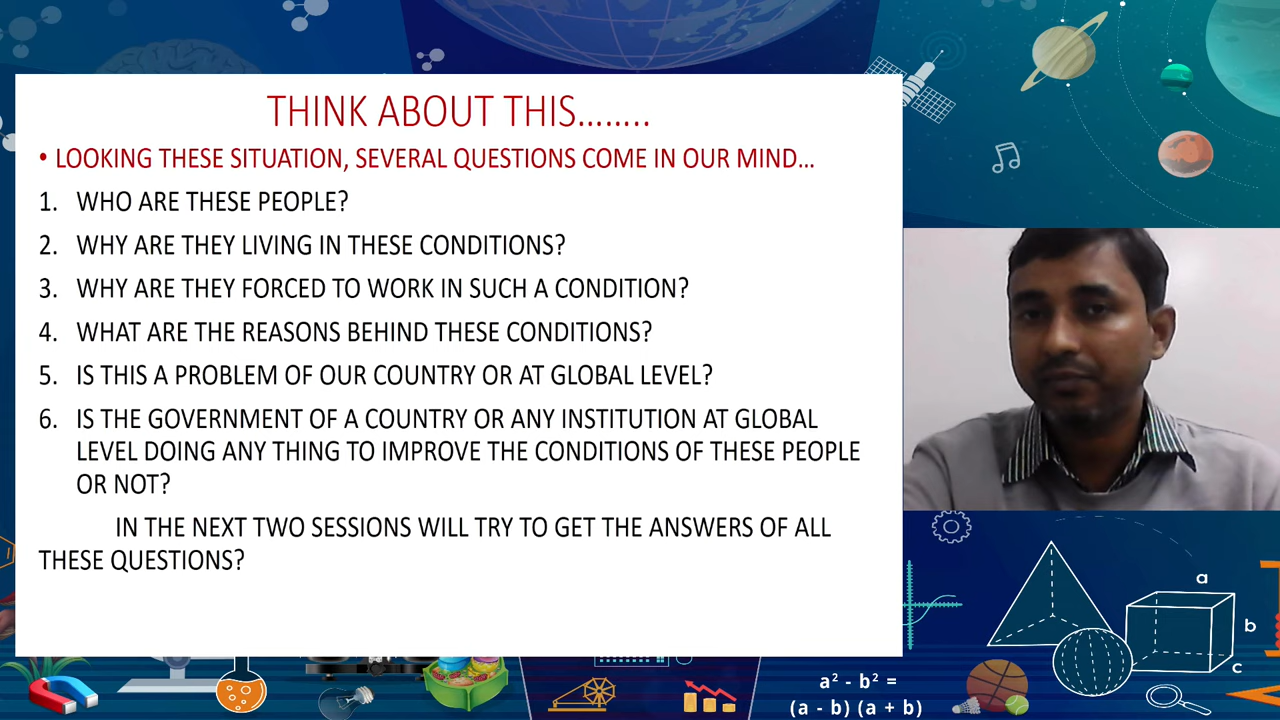 THINK ABOUT THIS........
• LOOKING THESE SITUATION, SEVERAL QUESTIONS COME IN OUR MIND...
1. WHO ARE THESE PEOPLE?
2. WHY ARE THEY LIVING IN THESE CONDITIONS?
3. WHY ARE THEY FORCED TO WORK IN SUCH A CONDITION?
4. WHAT ARE THE REASONS BEHIND THESE CONDITIONS?
5. IS THIS A PROBLEM OF OUR COUNTRY OR AT GLOBAL LEVEL?
6. IS THE GOVERNMENT OF A COUNTRY OR ANY INSTITUTION AT GLOBAL
LEVEL DOING ANY THING TO IMPROVE THE CONDITIONS OF THESE PEOPLE
OR NOT?
IN THE NEXT TWO SESSIONS WILL TRY TO GET THE ANSWERS OF ALL
THESE QUESTIONS?
a
b
c
a² - b² =
(a - b) (a + b)